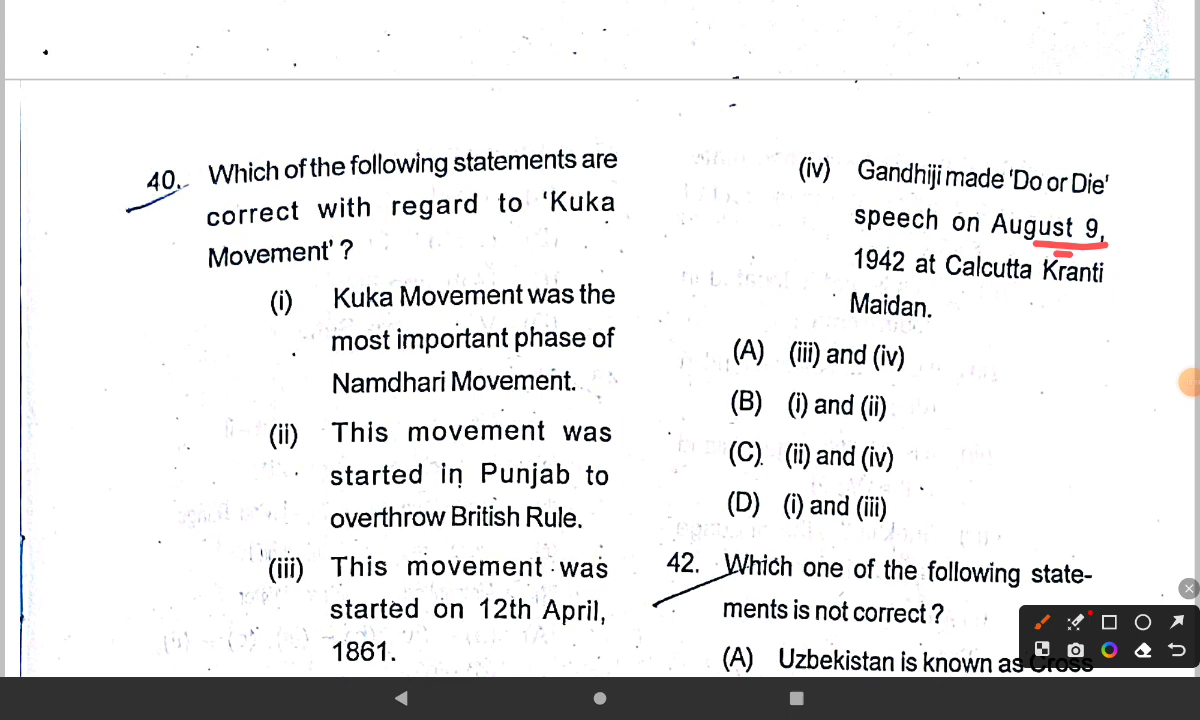 40. Which of the following statements are
correct with regard to 'Kuka
Movement' ?
(i) Kuka Movement was the
most important phase of
Namdhari Movement.
(ii) This movement was
started in Punjab to
overthrow British Rule.
(iii) This movement was
started on 12th April,
1861.
(iv) Gandhiji made 'Do or Die'
speech on August 9,
1942 at Calcutta Kranti
Maidan.
(A) (iii) and (iv)
(B) (i) and (ii)
(C) (ii) and (iv)
(D) (i) and (iii)
42. Which one of the following state-
ments is not correct ?
(A) Uzbekistan is known as Cross